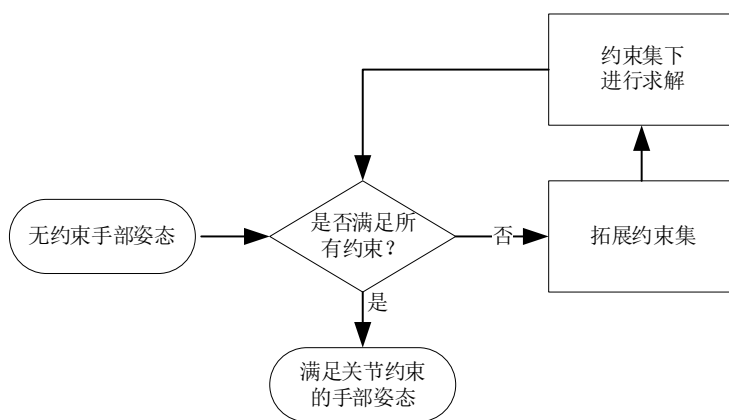 约束集下
进行求解
无约束手部姿态
是否满足所
有约束？
否
拓展约束集
是
满足关节约束
的手部姿态